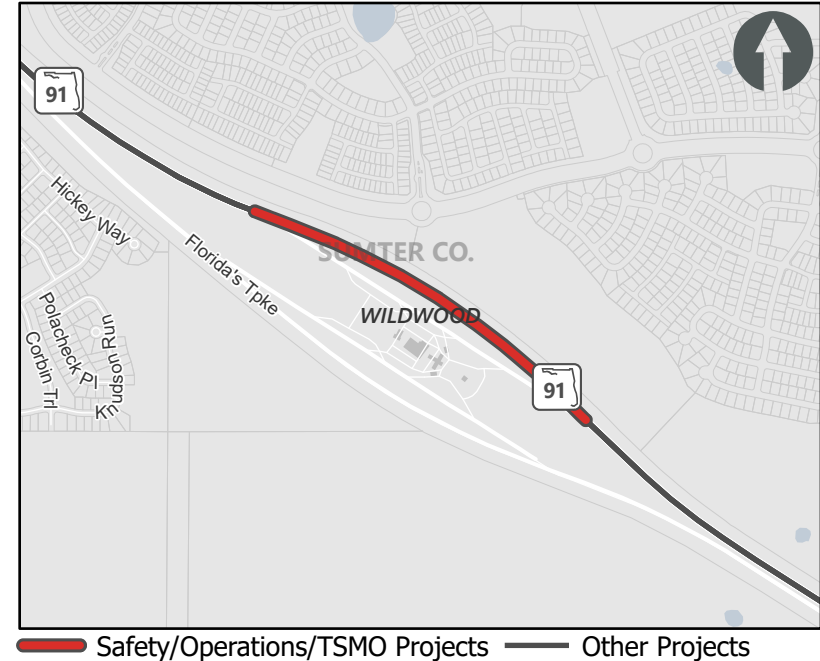 91
Hickey Way
Florida's Tpke
SUMTER CO.
WILDWOOD
Polacheck Pl
Corbin Trl
Knudson Run
91
Safety/Operations/TSMO Projects
Other Projects